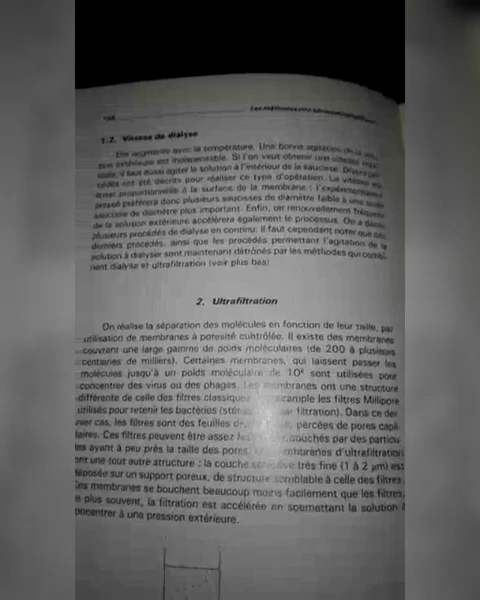 1.2. Vitesse de dialyse
Elle augmente avec la température. Une bonne agitation de la
extérieure est indispensable. Si l'on veut obtenir une vitesse
il faut aussi agiter la solution à l'intérieur de la saucisse.
ont été décrits pour réaliser ce type d'opération. La vitesse
aussi proportionnelle à la surface de la membrane : l'expérimentateur
préférera donc plusieurs saucisses de diamètre faible à une seule
saucisse de diamètre plus important. Enfin, un renouvellement fréquent
de la solution extérieure accélérera également le processus. On a décrit
plusieurs procédés de dialyse en continu. Il faut cependant noter que ces
derniers procédés, ainsi que les procédés permettant l'agitation de la
solution à dialyser sont maintenant détrônés par les méthodes qui combi-
nent dialyse et ultrafiltration (voir plus bas)
2. Ultrafiltration
On réalise la séparation des molécules en fonction de leur taille, par
utilisation de membranes à porosité contrôlée. Il existe des membranes
couvrant une large gamme de poids moléculaires (de 200 à plusieurs
centaines de milliers). Certaines membranes, qui laissent passer les
molécules jusqu'à un poids moléculaire de 10⁶ sont utilisées pour
concentrer des virus ou des phages. Les membranes ont une structure
différente de celle des filtres classiques exemple les filtres Millipore
utilisés pour retenir les bactéries filtration). Dans ce der-
nier cas, les filtres sont des feuilles percées de pores capil-
laires. Ces filtres peuvent être assez bouchés par des particu-
les ayant à peu près la taille des pores. membranes d'ultrafiltration
ont une tout autre structure : la couche très fine (1 à 2 µm) est
déposée sur un support poreux, de structure semblable à celle des filtres.
Ces membranes se bouchent beaucoup moins facilement que les filtres.
Le plus souvent, la filtration est accélérée en soumettant la solution à
concentrer à une pression extérieure.